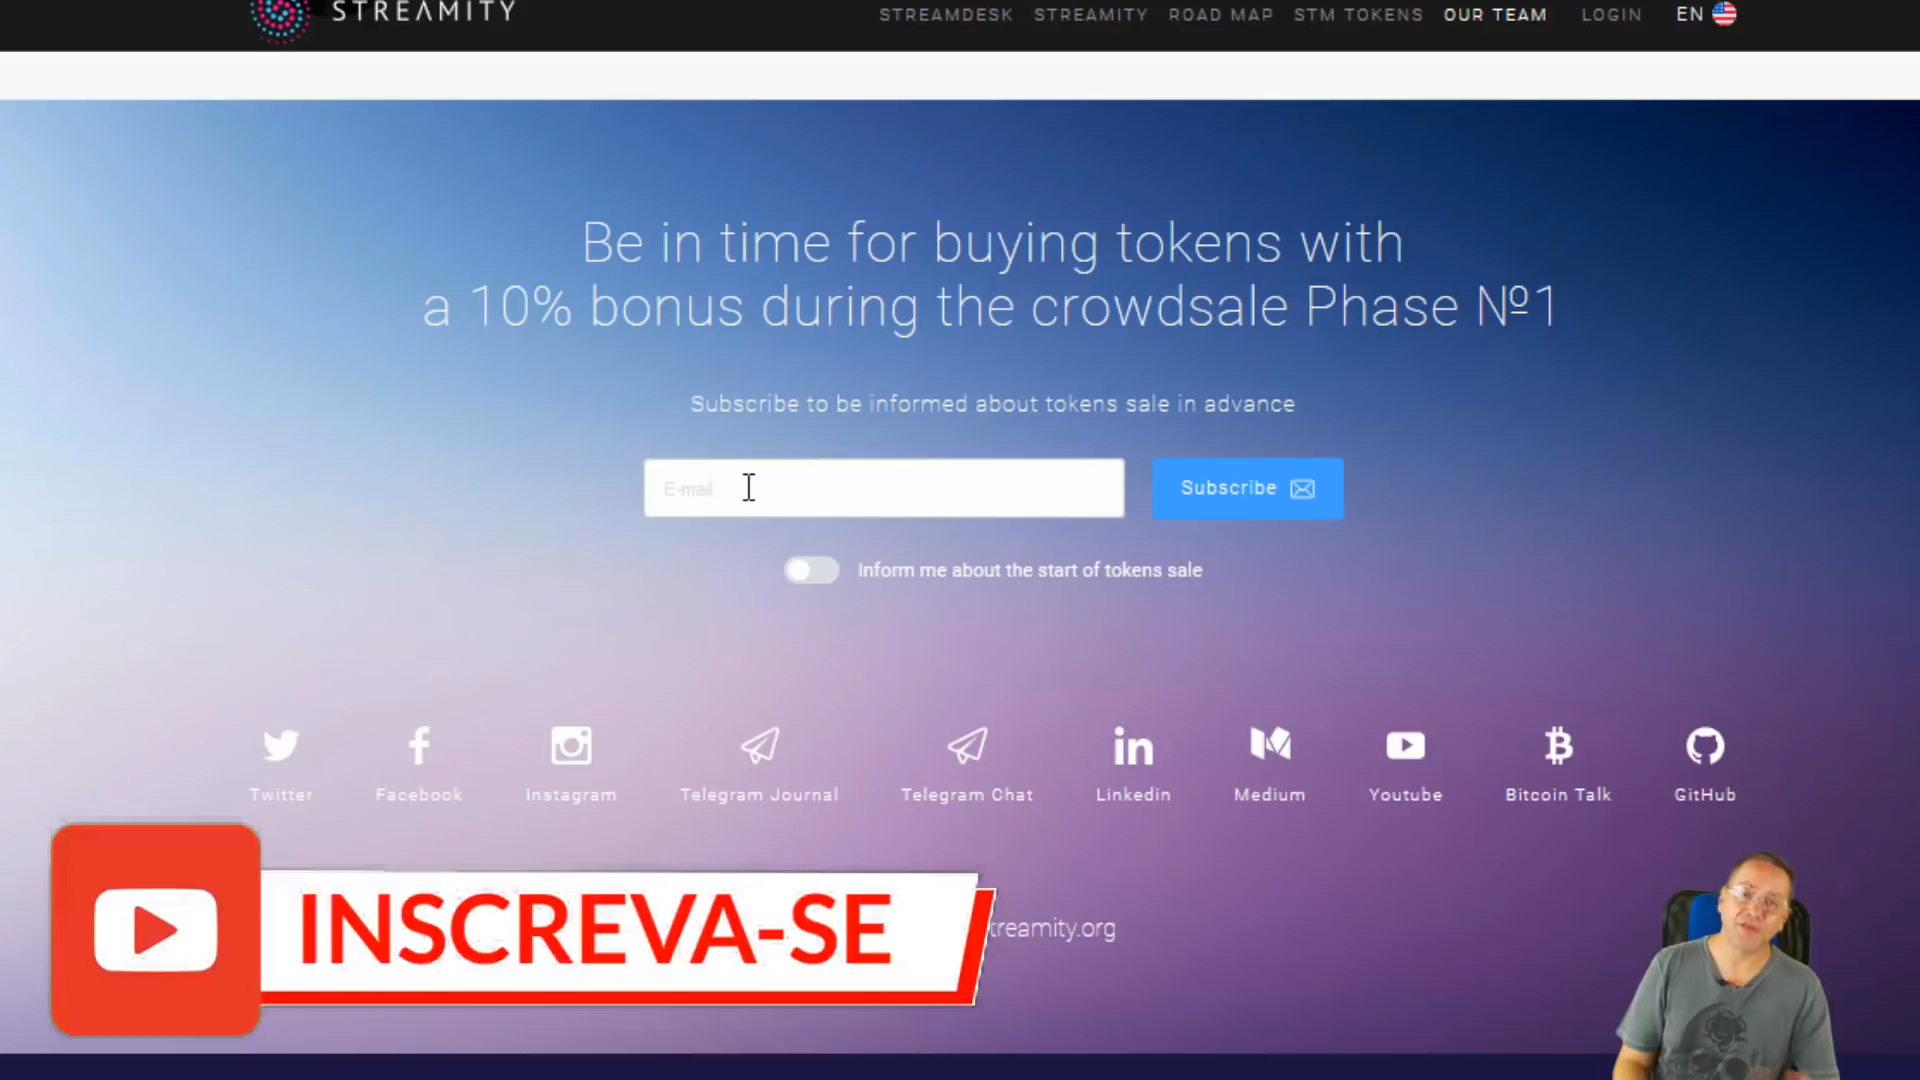 STREAMITY
STREAMDESK STREAMITY ROAD MAP STM TOKENS OUR TEAM LOGIN EN
Be in time for buying tokens with
a 10% bonus during the crowdsale Phase №1
Subscribe to be informed about tokens sale in advance
E-mail
Subscribe
Inform me about the start of tokens sale
Twitter Facebook Instagram Telegram Journal Telegram Chat Linkedin Medium Youtube Bitcoin Talk GitHub
INSCREVA-SE
treamity.org